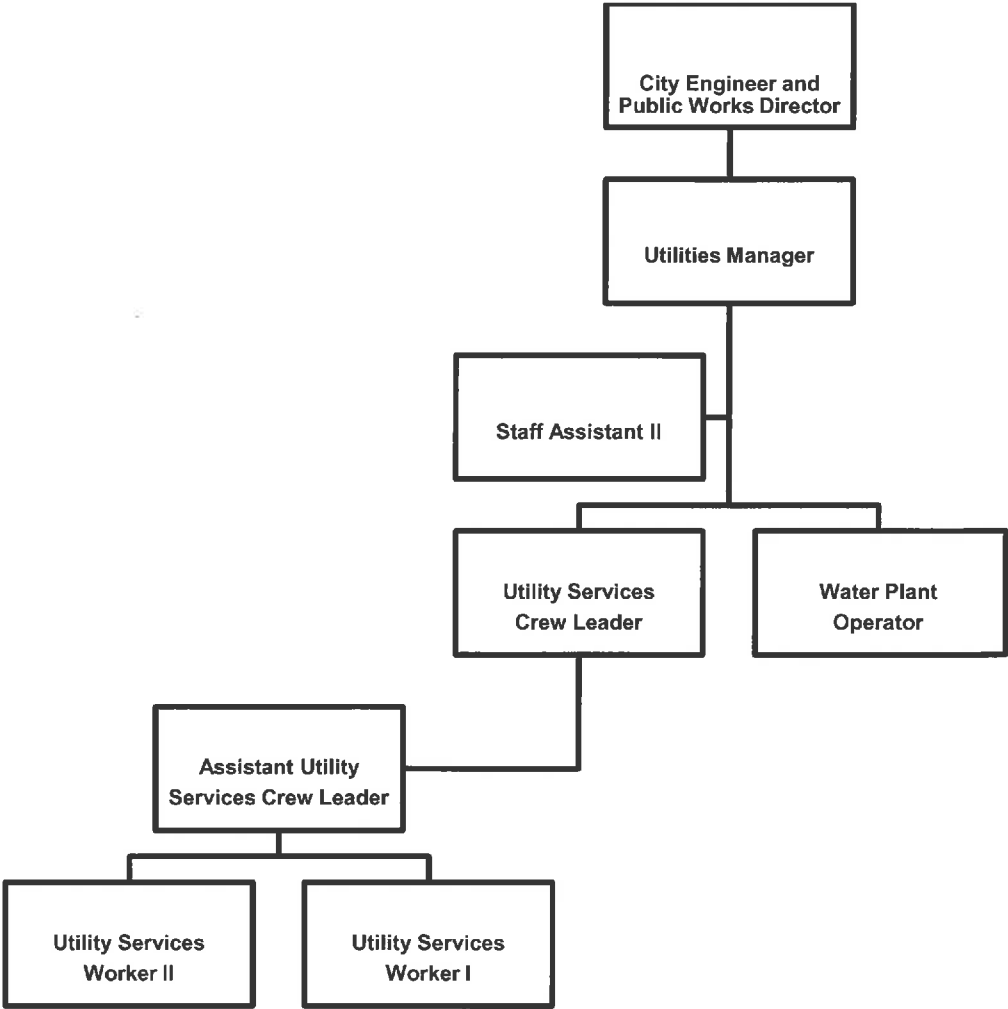 City Engineer and
Public Works Director
Utilities Manager
Staff Assistant II
Utility Services
Crew Leader
Water Plant
Operator
Assistant Utility
Services Crew Leader
Utility Services
Worker II
Utility Services
Worker I